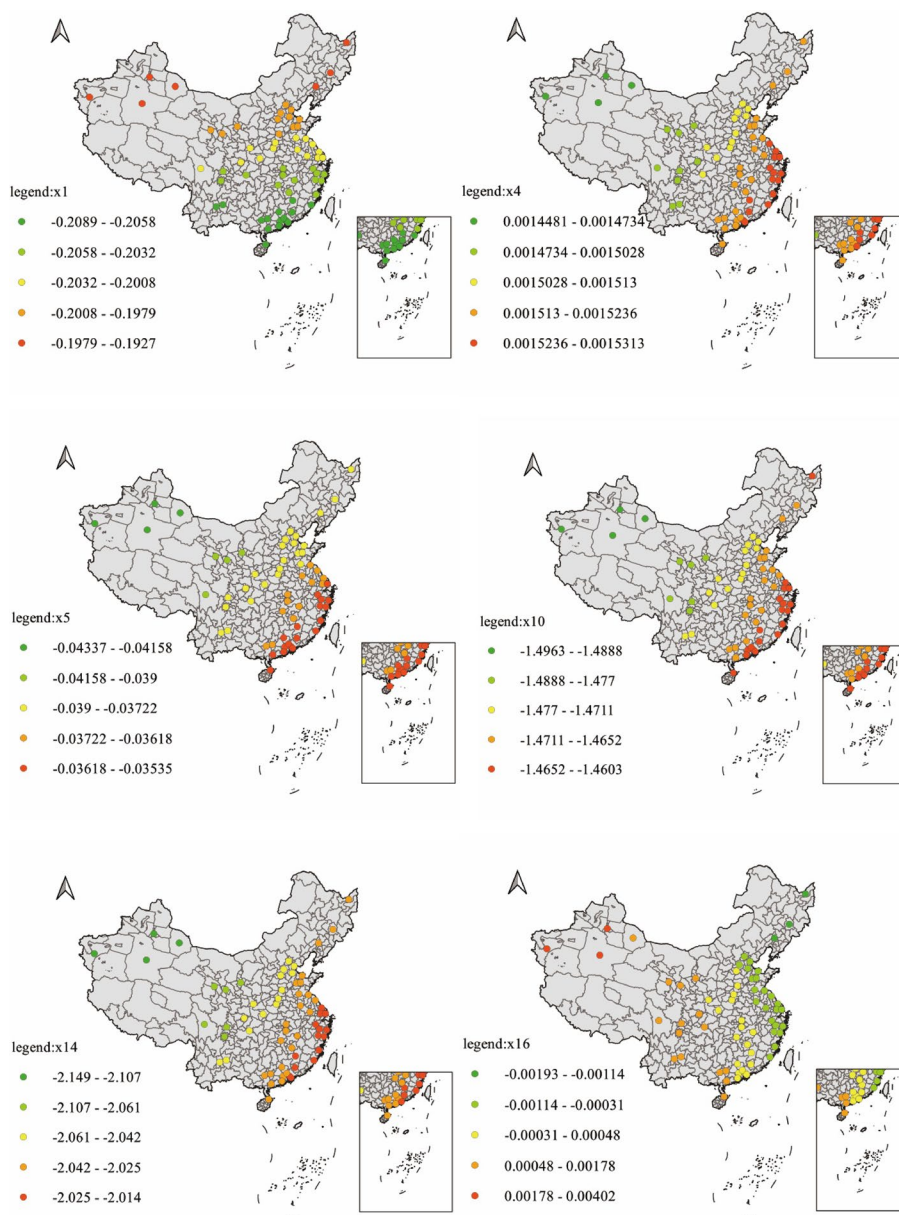 legend:x1
-0.2089 - -0.2058
-0.2058 - -0.2032
-0.2032 - -0.2008
-0.2008 - -0.1979
-0.1979 - -0.1927
legend:x4
0.0014481 - 0.0014734
0.0014734 - 0.0015028
0.0015028 - 0.001513
0.001513 - 0.0015236
0.0015236 - 0.0015313
legend:x5
-0.04337 - -0.04158
-0.04158 - -0.039
-0.039 - -0.03722
-0.03722 - -0.03618
-0.03618 - -0.03535
legend:x10
-1.4963 - -1.4888
-1.4888 - -1.477
-1.477 - -1.4711
-1.4711 - -1.4652
-1.4652 - -1.4603
legend:x14
-2.149 - -2.107
-2.107 - -2.061
-2.061 - -2.042
-2.042 - -2.025
-2.025 - -2.014
legend:x16
-0.00193 - -0.00114
-0.00114 - -0.00031
-0.00031 - 0.00048
0.00048 - 0.00178
0.00178 - 0.00402